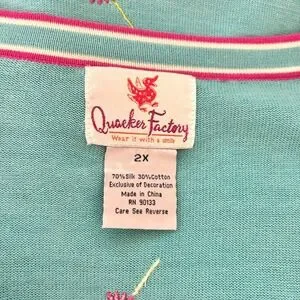 Quacker Factory
Wear it with a smile
2X
70%Silk 30%Cotton
Exclusive of Decoration
Made in China
RN 90133
Care See Reverse